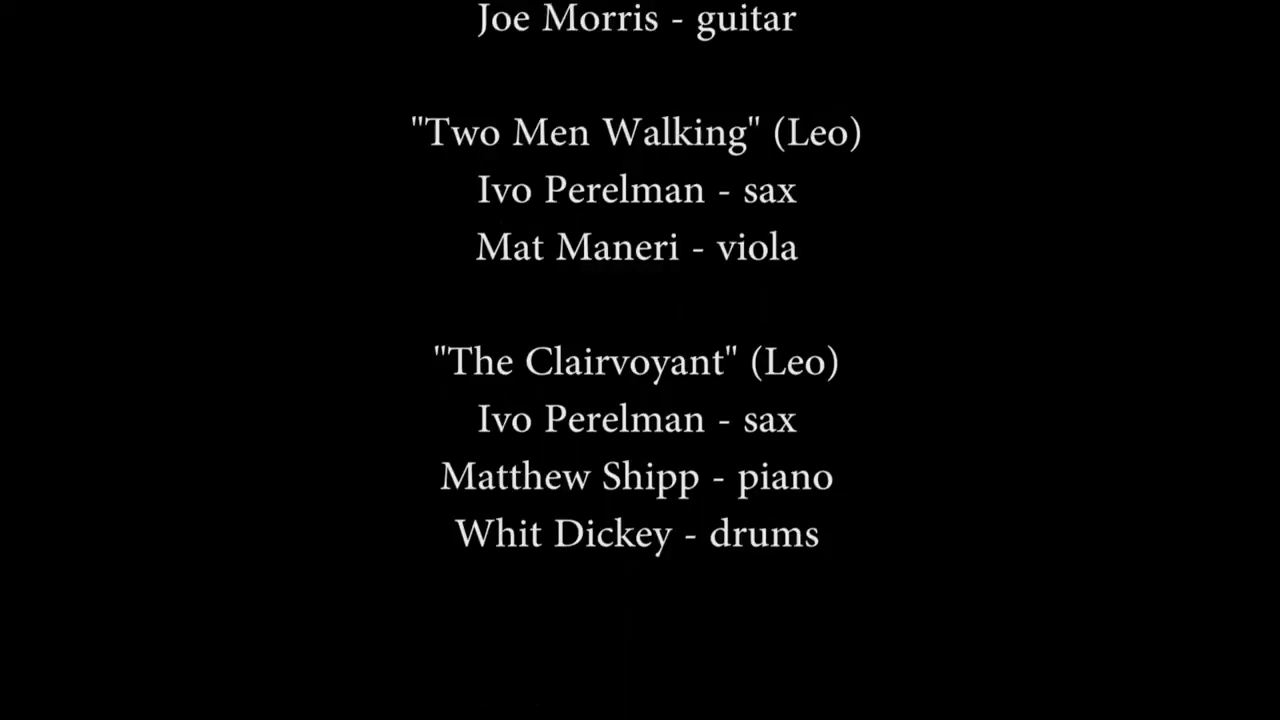 Joe Morris - guitar
"Two Men Walking" (Leo)
Ivo Perelman - sax
Mat Maneri - viola
"The Clairvoyant" (Leo)
Ivo Perelman - sax
Matthew Shipp - piano
Whit Dickey - drums